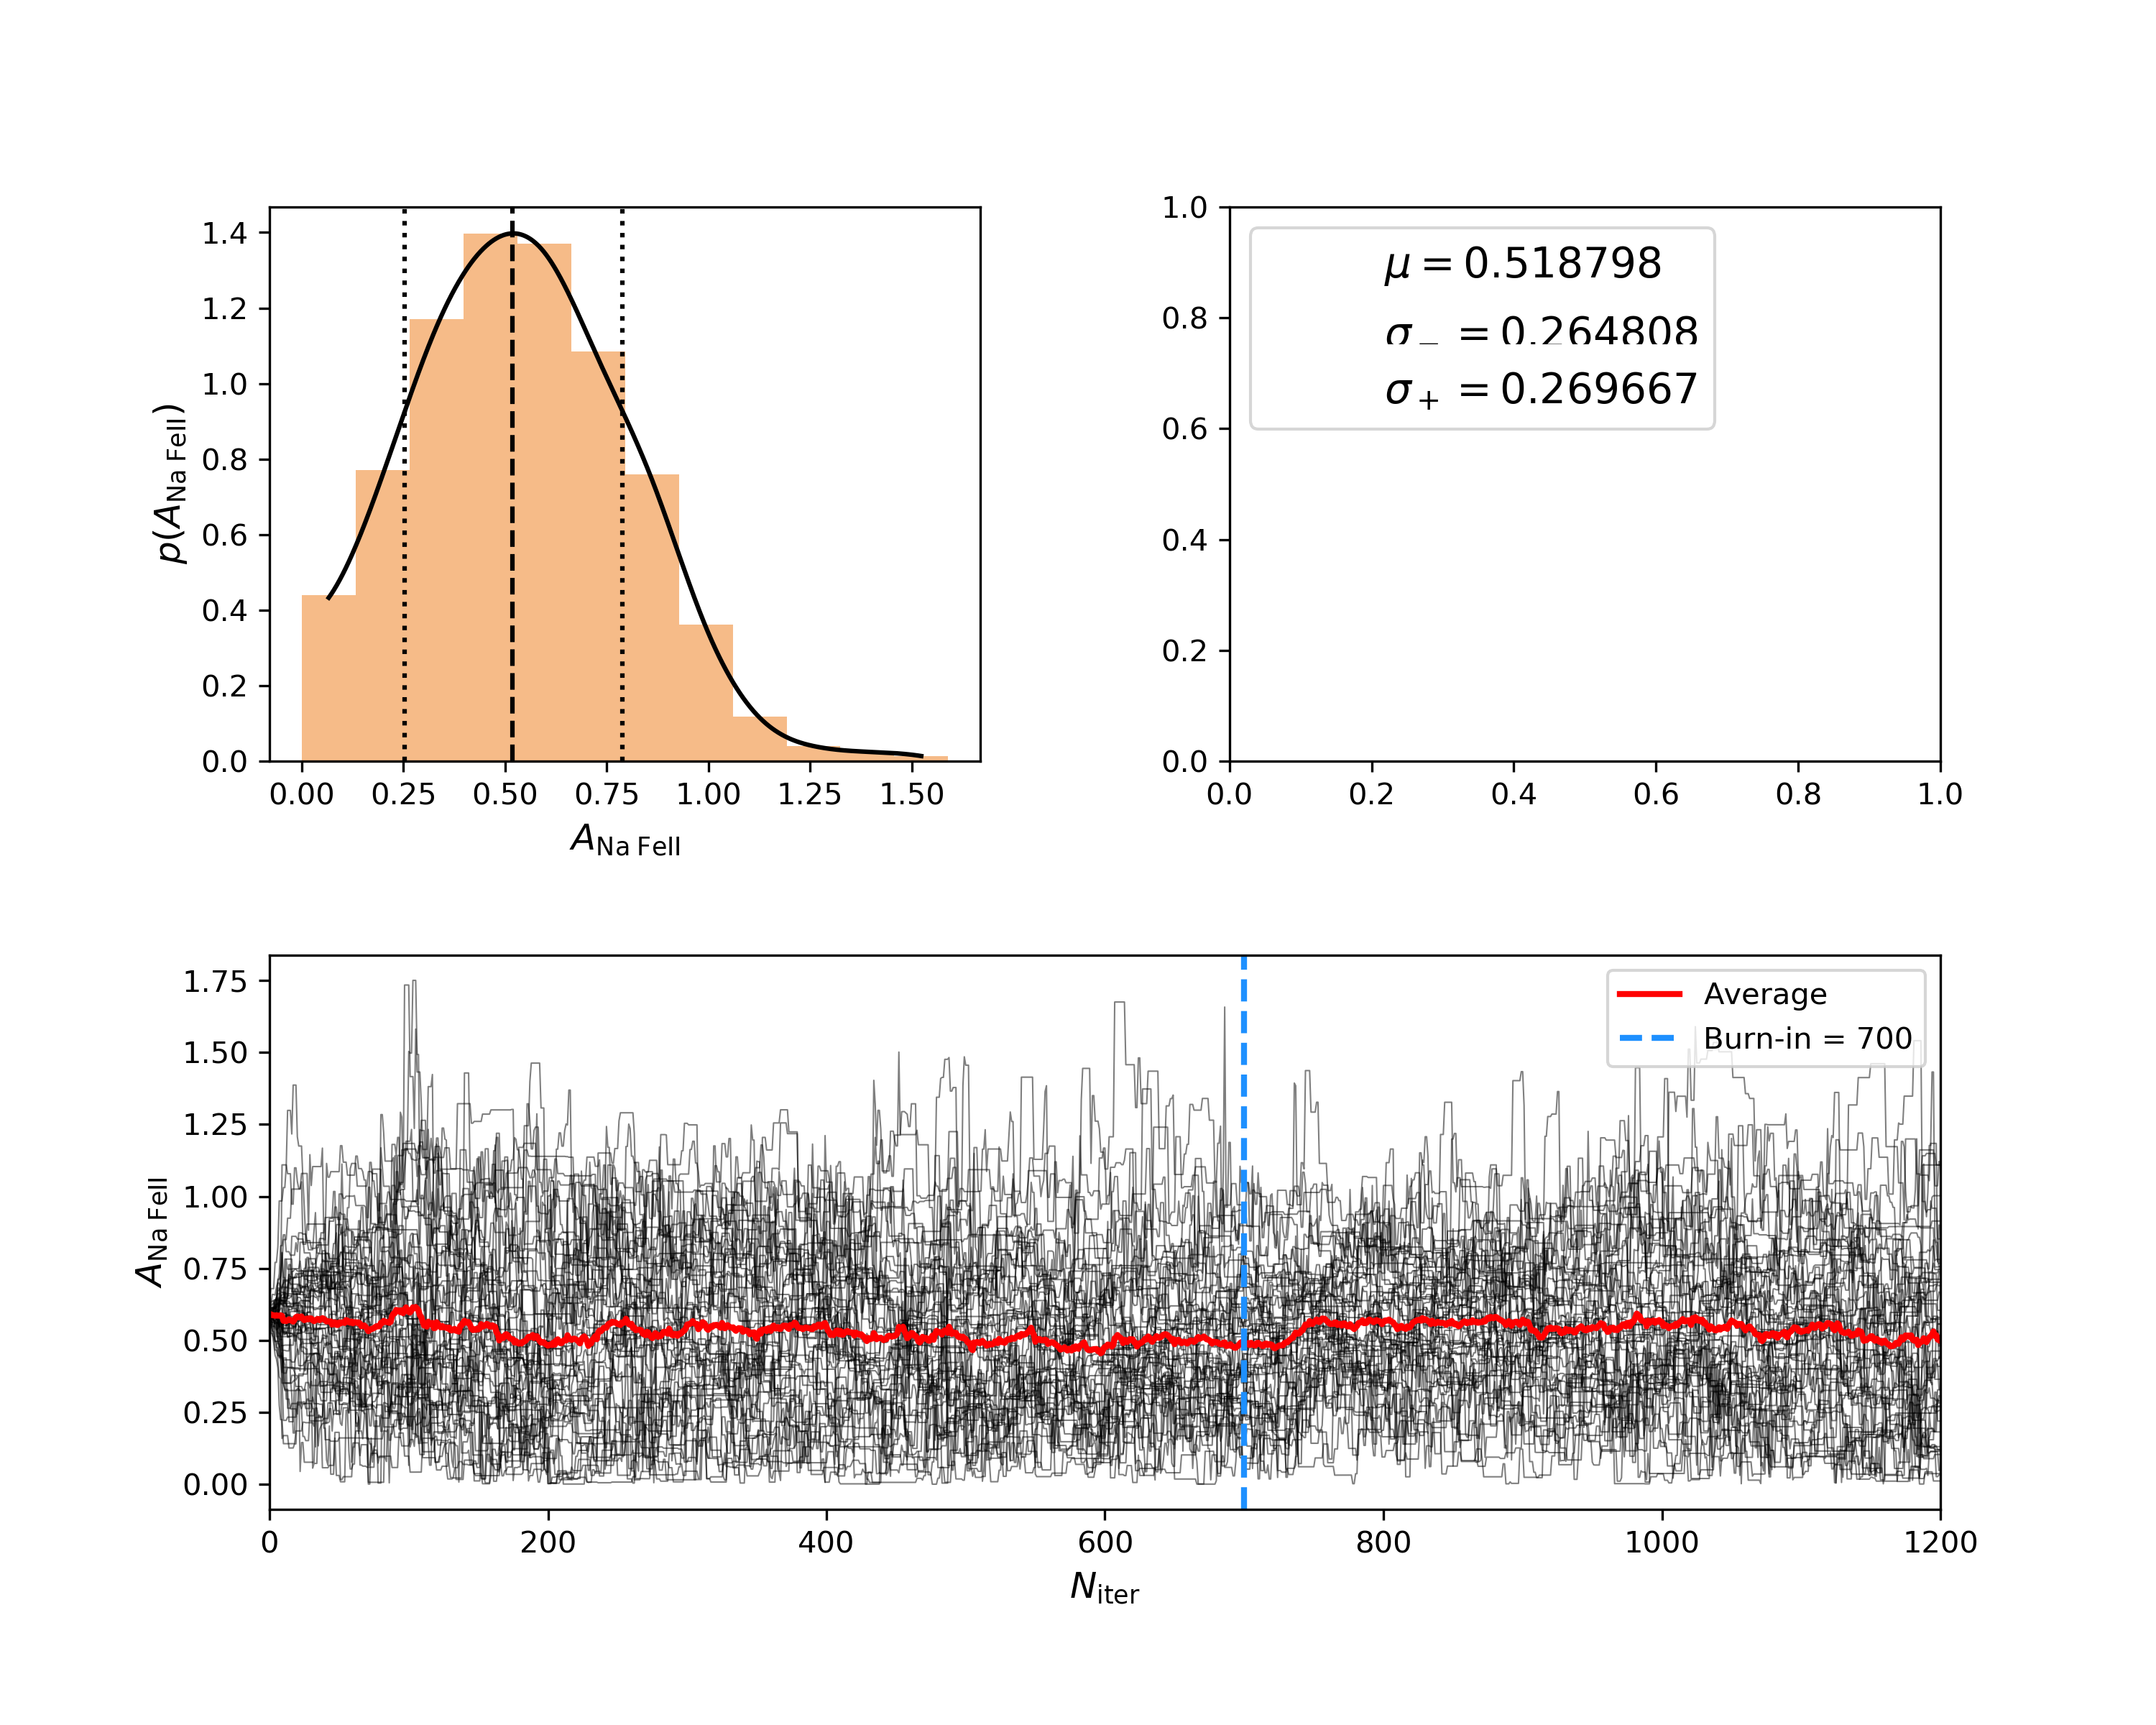 1.4
1.2
1.0
0.8
0.6
0.4
0.2
0.0
p(A_Na FeII)
0.00 0.25 0.50 0.75 1.00 1.25 1.50
A_Na FeII
1.0
0.8
0.6
0.4
0.2
0.0
μ = 0.518798
σ_− = 0.264808
σ_+ = 0.269667
0.0 0.2 0.4 0.6 0.8 1.0
1.75
1.50
1.25
1.00
0.75
0.50
0.25
0.00
A_Na FeII
Average
Burn-in = 700
0 200 400 600 800 1000 1200
N_iter